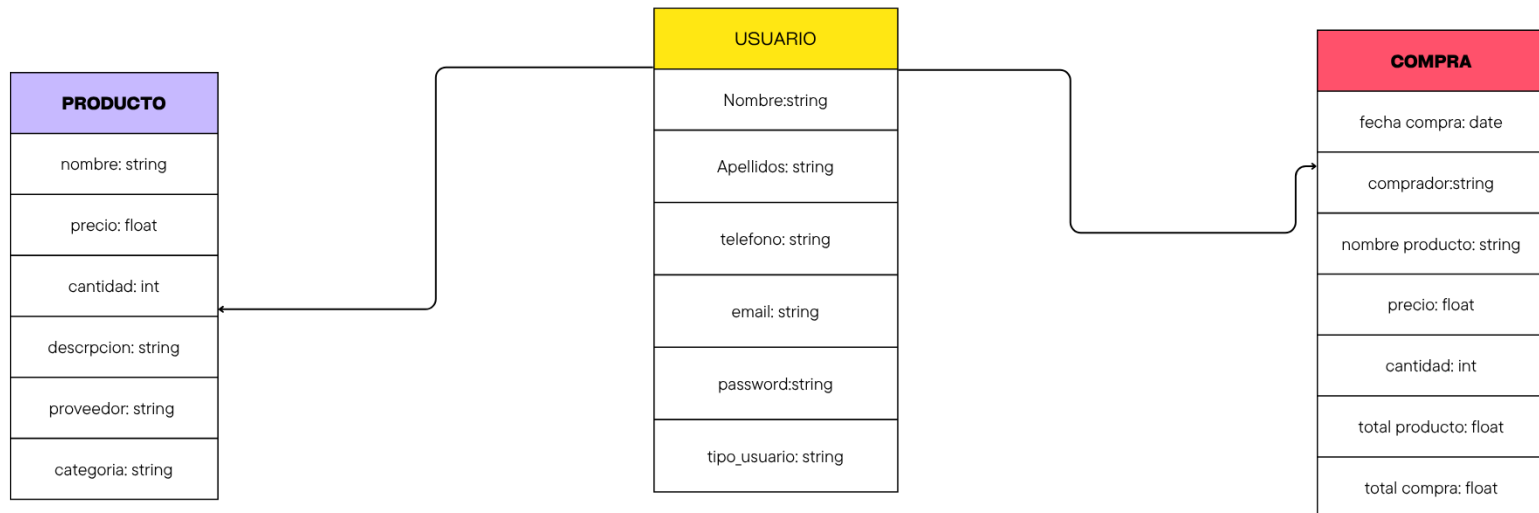 PRODUCTO
nombre: string
precio: float
cantidad: int
descrpcion: string
proveedor: string
categoria: string
USUARIO
Nombre:string
Apellidos: string
telefono: string
email: string
password:string
tipo_usuario: string
COMPRA
fecha compra: date
comprador:string
nombre producto: string
precio: float
cantidad: int
total producto: float
total compra: float